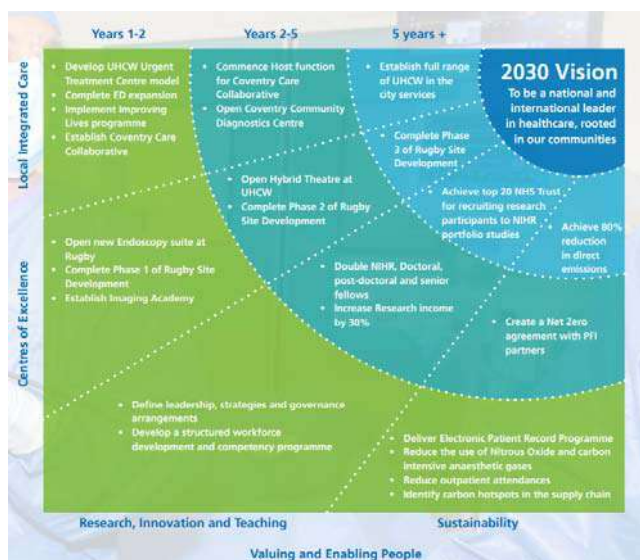 Years 1-2
Years 2-5
5 years +
Local Integrated Care
Centres of Excellence
• Develop UHCW Urgent
Treatment Centre model
• Complete ED expansion
• Implement Improving
Lives programme
• Establish Coventry Care
Collaborative
• Commence Host function
for Coventry Care
Collaborative
• Open Coventry Community
Diagnostics Centre
• Establish full range
of UHCW in the
city services
2030 Vision
To be a national and
international leader
in healthcare, rooted
in our communities
• Open new Endoscopy suite at
Rugby
• Complete Phase 1 of Rugby Site
Development
• Establish Imaging Academy
• Open Hybrid Theatre at
UHCW
• Complete Phase 2 of Rugby
Site Development
• Complete Phase
3 of Rugby Site
Development
• Define leadership, strategies and governance
arrangements
• Develop a structured workforce
development and competency programme
• Double NIHR, Doctoral,
post-doctoral and senior
fellows
• Increase Research income
by 30%
• Achieve top 20 NHS Trust
for recruiting research
participants to NIHR
portfolio studies
• Deliver Electronic Patient Record Programme
• Reduce the use of Nitrous Oxide and carbon
intensive anaesthetic gases
• Reduce outpatient attendances
• Identify carbon hotspots in the supply chain
• Create a Net Zero
agreement with PFI
partners
• Achieve 80%
reduction
in direct
emissions
Research, Innovation and Teaching
Sustainability
Valuing and Enabling People